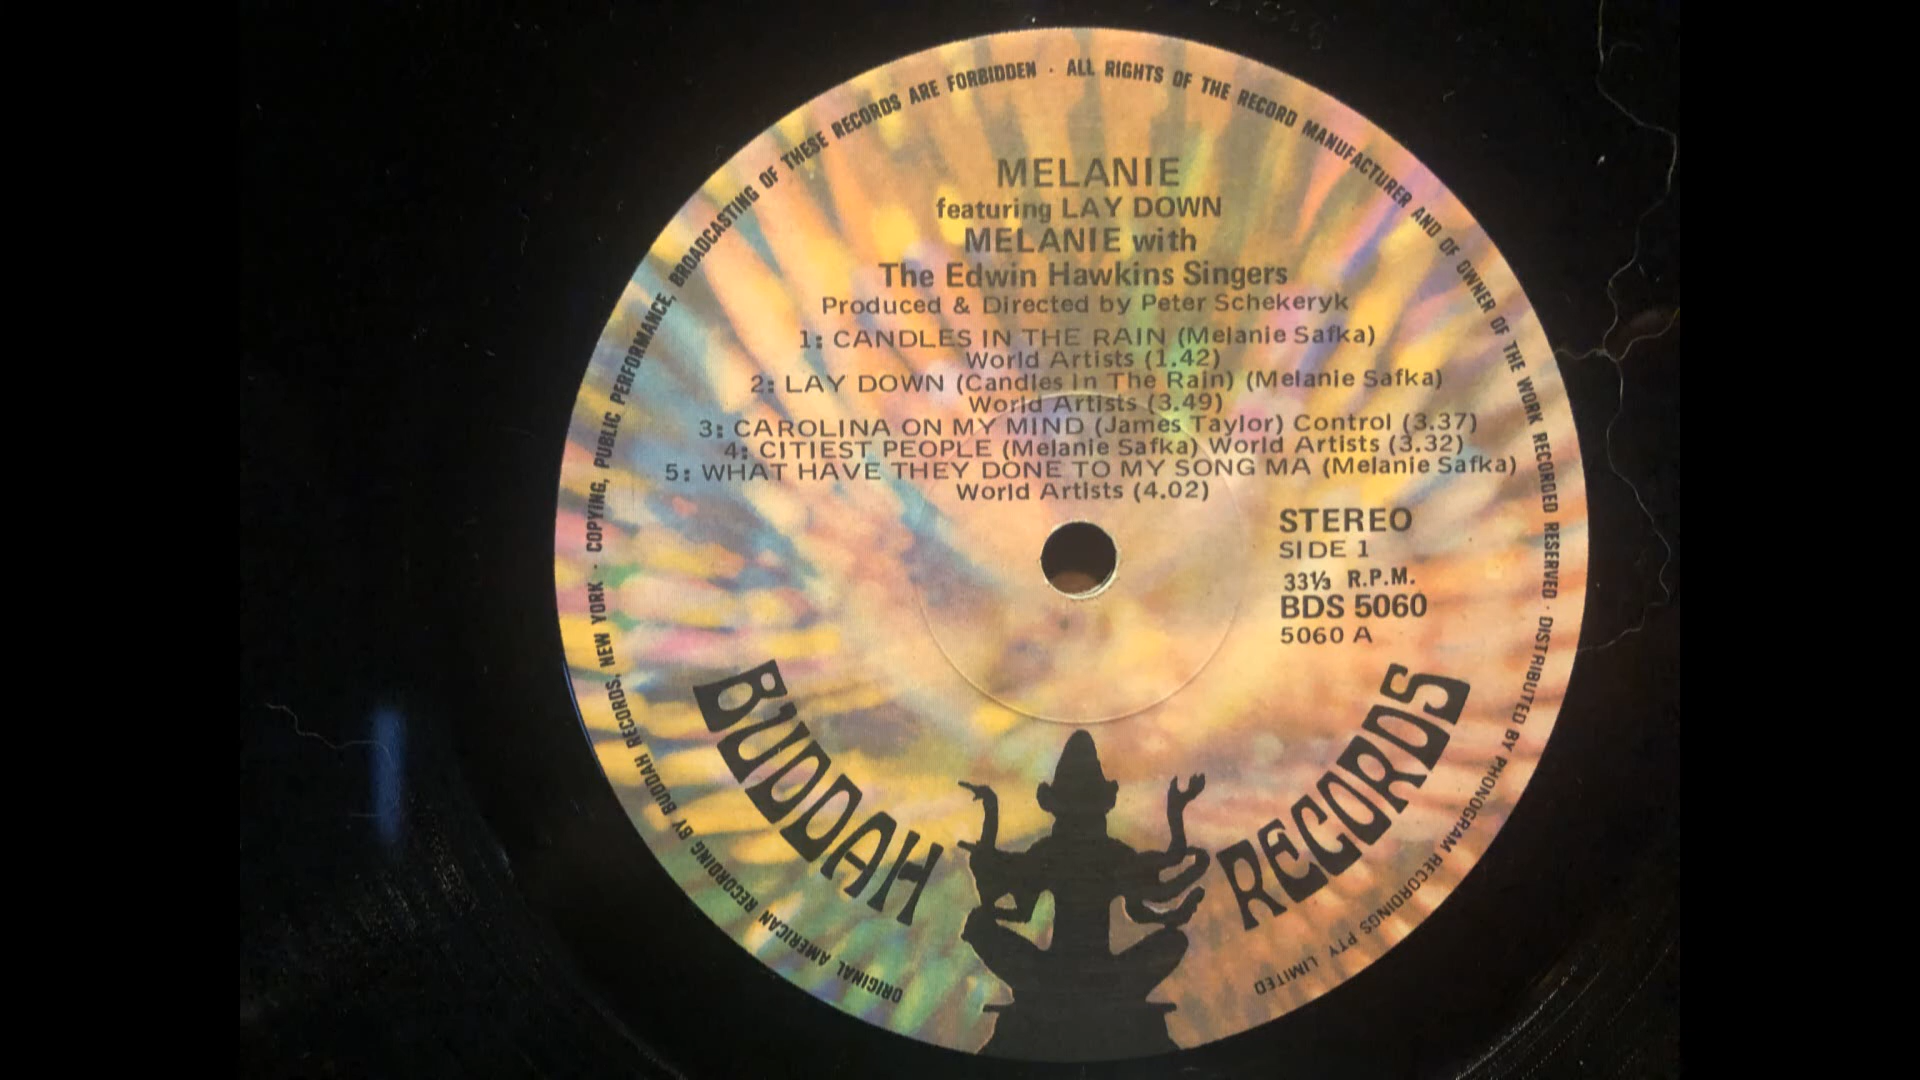 ORIGINAL AMERICAN RECORDING BY BUDDAH RECORDS, NEW YORK · COPYING, PUBLIC PERFORMANCE, BROADCASTING OF THESE RECORDS ARE FORBIDDEN · ALL RIGHTS OF THE RECORD MANUFACTURER AND OF OWNER OF THE WORK RECORDED RESERVED · DISTRIBUTED BY PHONOGRAM RECORDINGS PTY LIMITED
MELANIE
featuring LAY DOWN
MELANIE with
The Edwin Hawkins Singers
Produced & Directed by Peter Schekeryk
1: CANDLES IN THE RAIN (Melanie Safka)
World Artists (1.42)
2: LAY DOWN (Candles In The Rain) (Melanie Safka)
World Artists (3.49)
3: CAROLINA ON MY MIND (James Taylor) Control (3.37)
4: CITIEST PEOPLE (Melanie Safka) World Artists (3.32)
5: WHAT HAVE THEY DONE TO MY SONG MA (Melanie Safka)
World Artists (4.02)
STEREO
SIDE 1
33⅓ R.P.M.
BDS 5060
5060 A
BUDDAH RECORDS